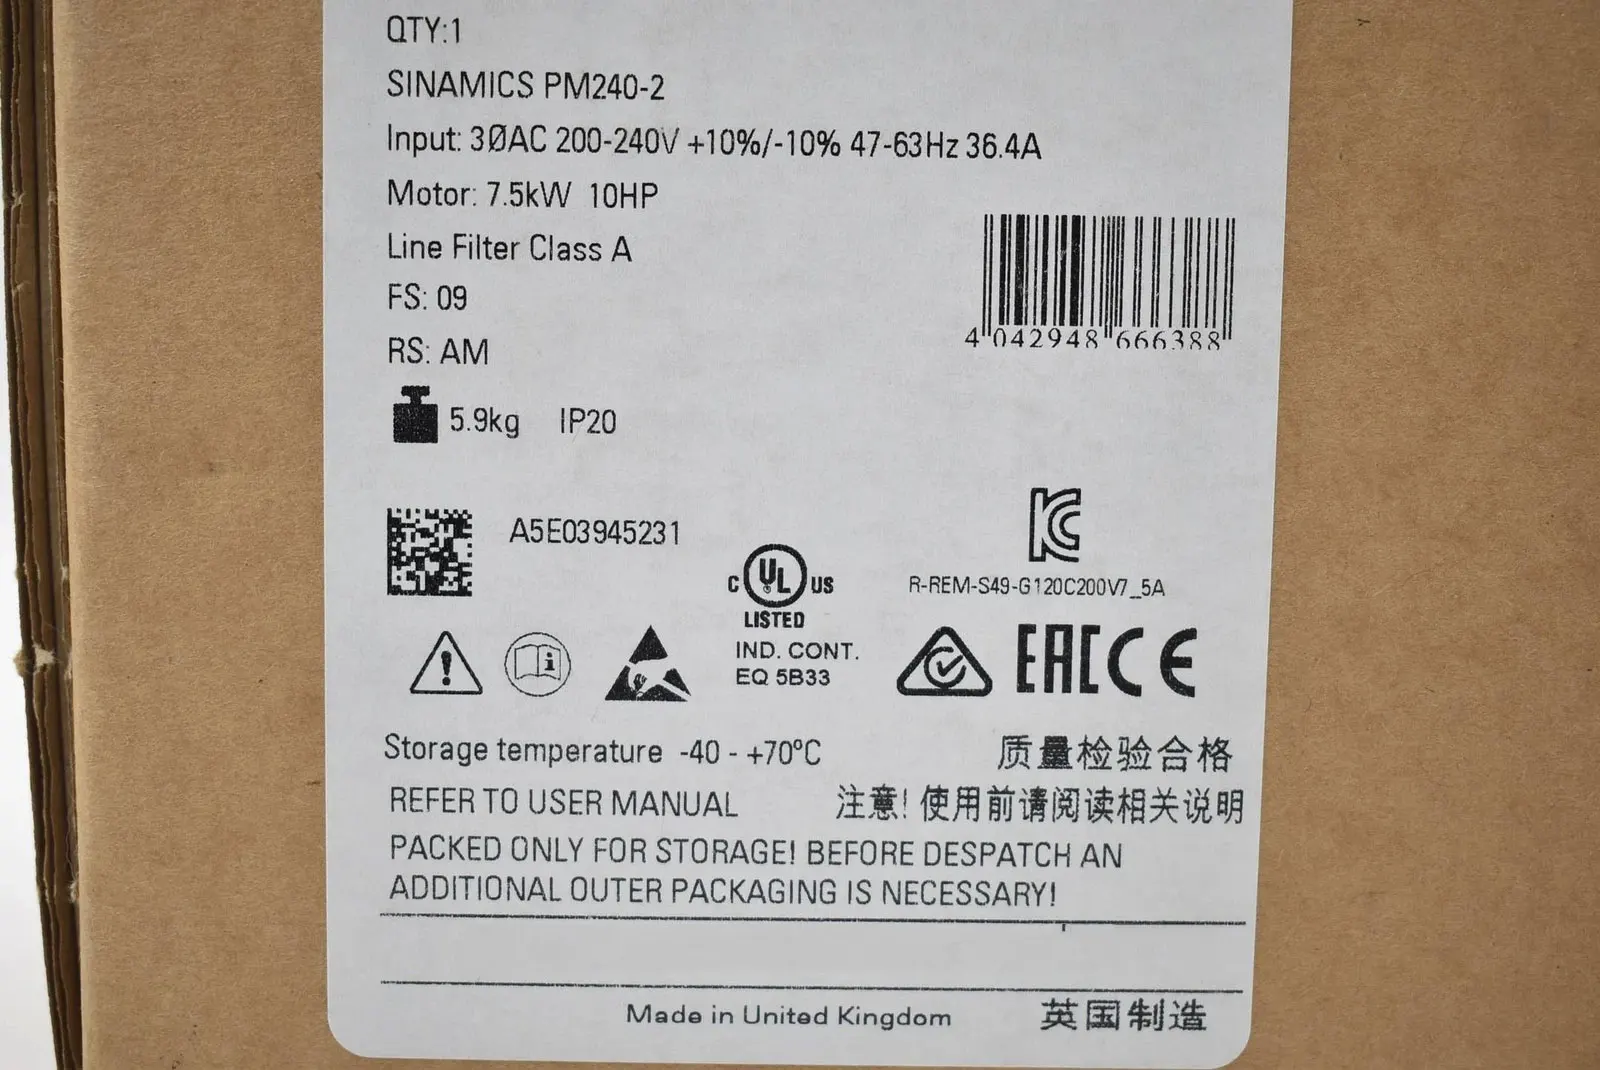 QTY:1
SINAMICS PM240-2
Input: 3ØAC 200-240V +10%/-10% 47-63Hz 36.4A
Motor: 7.5kW 10HP
Line Filter Class A
FS: 09
RS: AM
4 042948 666388
5.9kg IP20
A5E03945231
C UL US
LISTED
IND. CONT.
EQ 5B33
KC
R-REM-S49-G120C200V7_5A
EAC CE
Storage temperature -40 - +70ºC 质量检验合格
REFER TO USER MANUAL 注意! 使用前请阅读相关说明
PACKED ONLY FOR STORAGE! BEFORE DESPATCH AN
ADDITIONAL OUTER PACKAGING IS NECESSARY!
Made in United Kingdom 英国制造